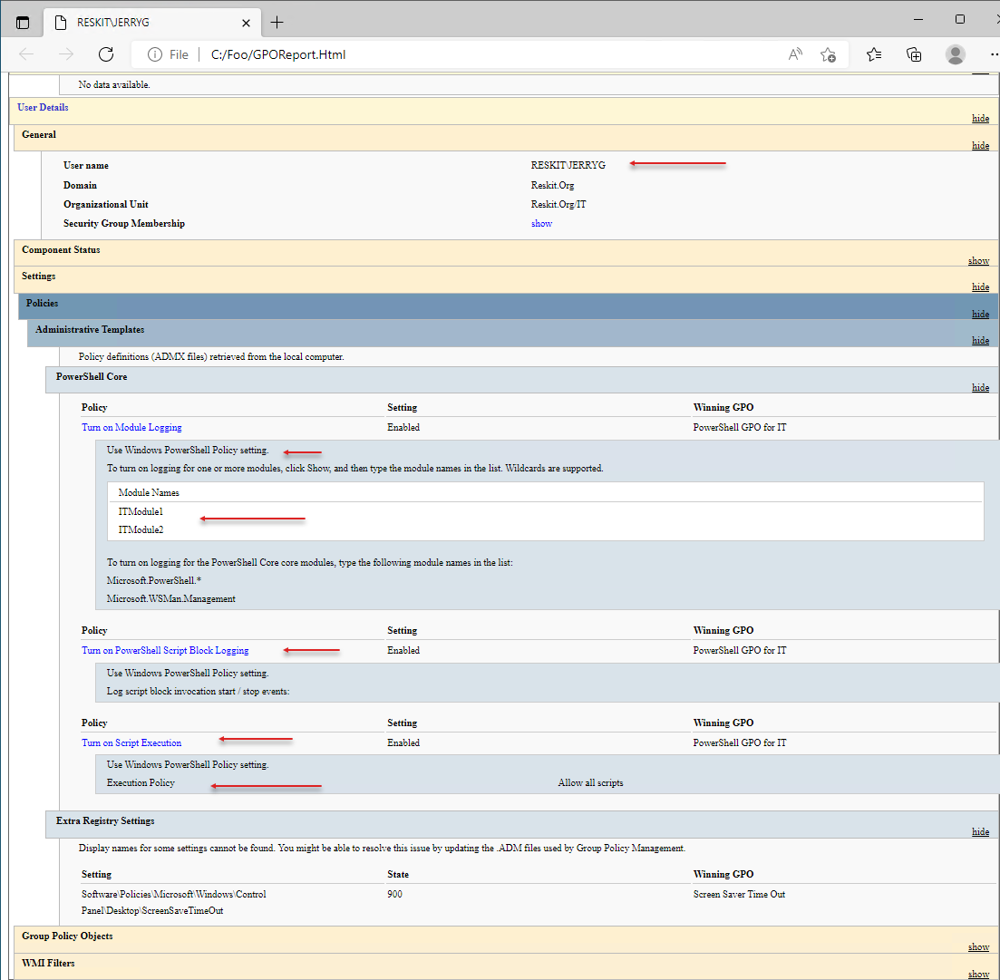 RESKIT\JERRYG
File
C:/Foo/GPOReport.Html
No data available.
User Details
hide
General
hide
User name RESKIT\JERRYG
Domain Reskit.Org
Organizational Unit Reskit.Org/IT
Security Group Membership show
Component Status
show
Settings
hide
Policies
hide
Administrative Templates
hide
Policy definitions (ADMX files) retrieved from the local computer.
PowerShell Core
hide
Policy Setting Winning GPO
Turn on Module Logging Enabled PowerShell GPO for IT
Use Windows PowerShell Policy setting.
To turn on logging for one or more modules, click Show, and then type the module names in the list. Wildcards are supported.
Module Names
ITModule1
ITModule2
To turn on logging for the PowerShell Core core modules, type the following module names in the list:
Microsoft.PowerShell.*
Microsoft.WSMan.Management
Policy Setting Winning GPO
Turn on PowerShell Script Block Logging Enabled PowerShell GPO for IT
Use Windows PowerShell Policy setting.
Log script block invocation start / stop events:
Policy Setting Winning GPO
Turn on Script Execution Enabled PowerShell GPO for IT
Use Windows PowerShell Policy setting.
Execution Policy Allow all scripts
Extra Registry Settings
hide
Display names for some settings cannot be found. You might be able to resolve this issue by updating the .ADM files used by Group Policy Management.
Setting State Winning GPO
Software\Policies\Microsoft\Windows\Control 900 Screen Saver Time Out
Panel\Desktop\ScreenSaveTimeOut
Group Policy Objects
show
WMI Filters
show